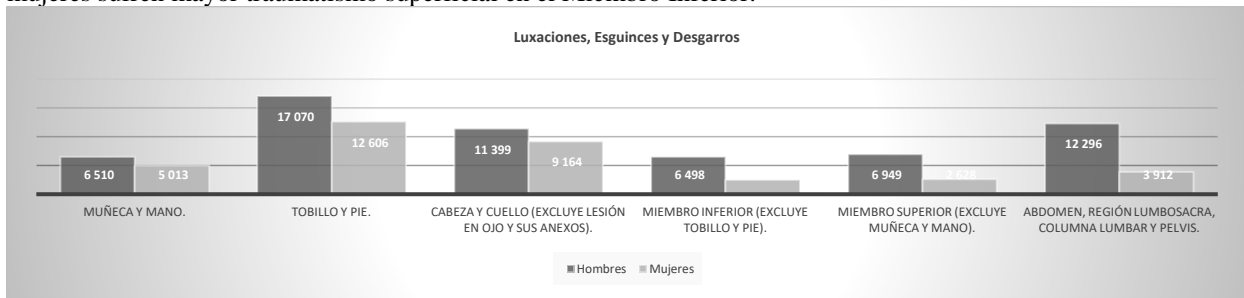 mujeres sufren mayor traumatismo superficial en el Miembro Inferior.
Luxaciones, Esguinces y Desgarros
17 070
12 606
11 399
9 164
12 296
6 510
5 013
6 498
6 949
2 628
3 912
MUÑECA Y MANO.
TOBILLO Y PIE.
CABEZA Y CUELLO (EXCLUYE LESIÓN
EN OJO Y SUS ANEXOS).
MIEMBRO INFERIOR (EXCLUYE
TOBILLO Y PIE).
MIEMBRO SUPERIOR (EXCLUYE
MUÑECA Y MANO).
ABDOMEN, REGIÓN LUMBOSACRA,
COLUMNA LUMBAR Y PELVIS.
Hombres
Mujeres